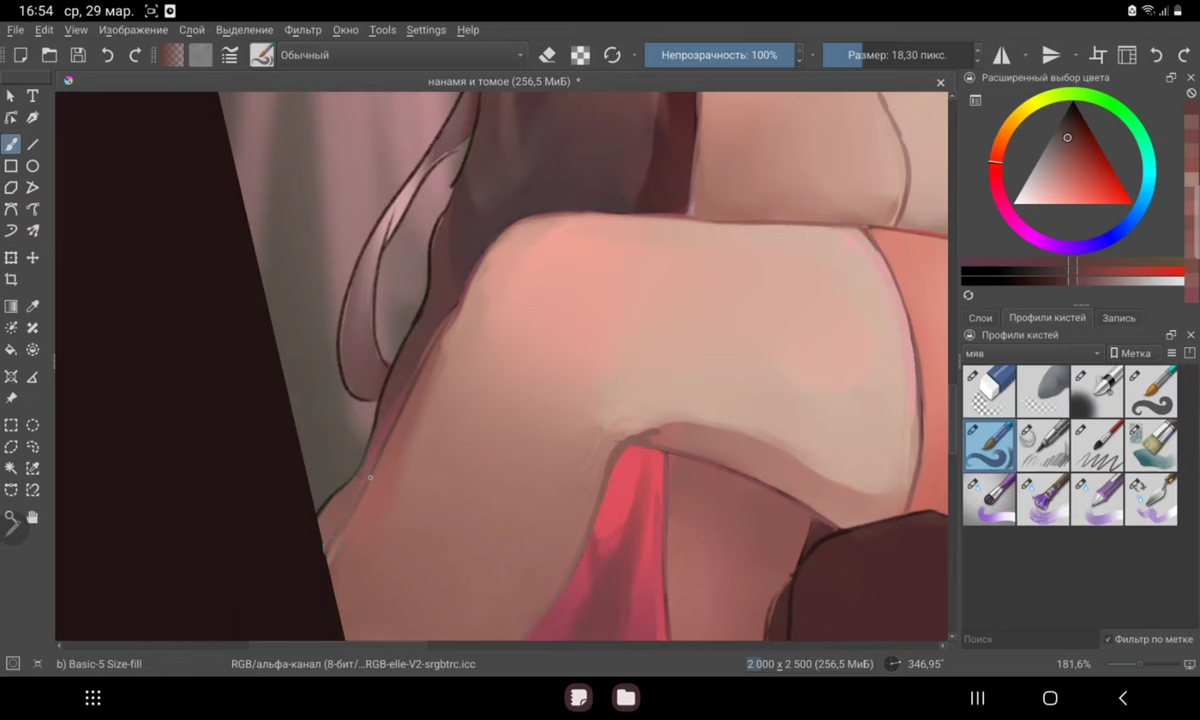 16:54 ср, 29 мар.
File Edit View Изображение Слой Выделение Фильтр Окно Tools Settings Help
Обычный Непрозрачность: 100% Размер: 18,30 пикс.
нанамя и томое (256,5 МиБ) *
Расширенный выбор цвета
Слои Профили кистей Запись
Профили кистей
мяв Метка
Поиск Фильтр по метке
b) Basic-5 Size-fill RGB/альфа-канал (8-бит/...RGB-elle-V2-srgbtrc.icc 2 000 x 2 500 (256,5 МиБ) 346,95° 181,6%